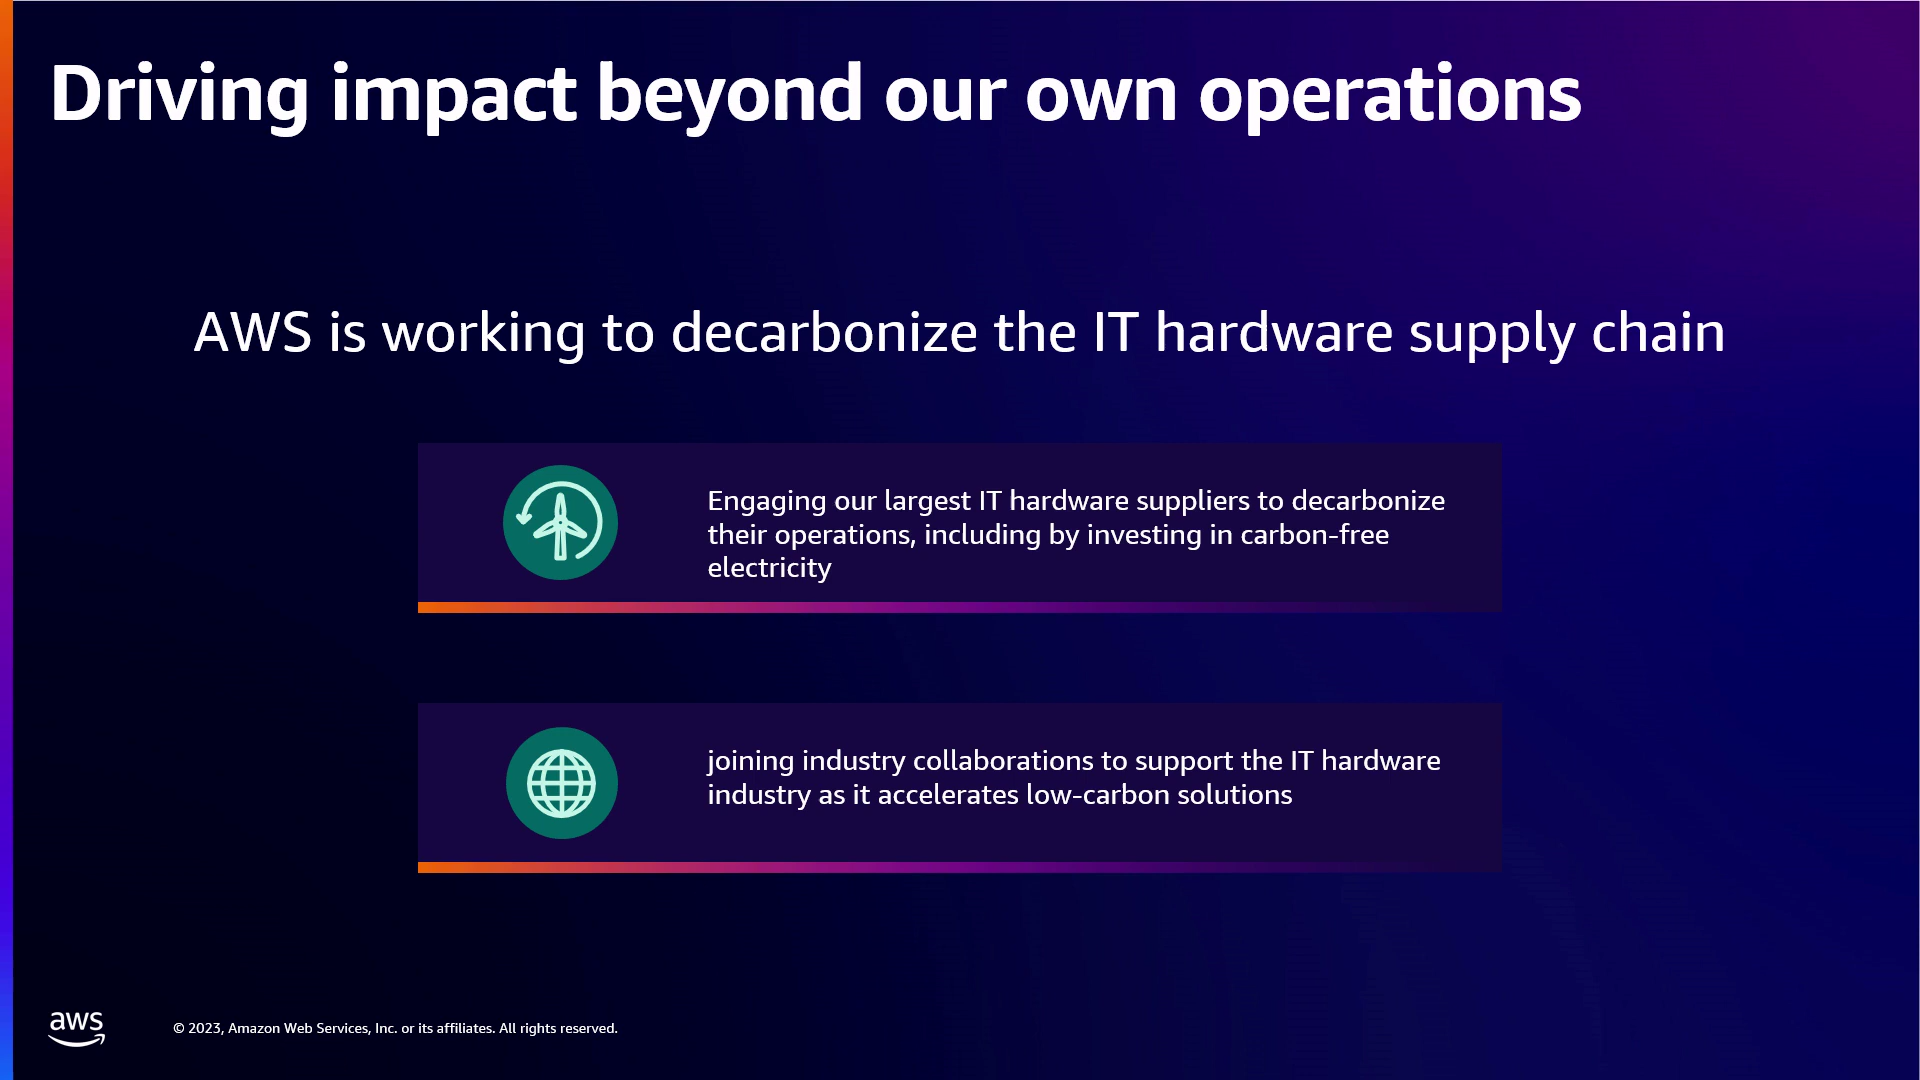 Driving impact beyond our own operations
AWS is working to decarbonize the IT hardware supply chain
Engaging our largest IT hardware suppliers to decarbonize
their operations, including by investing in carbon-free
electricity
joining industry collaborations to support the IT hardware
industry as it accelerates low-carbon solutions
aws
© 2023, Amazon Web Services, Inc. or its affiliates. All rights reserved.